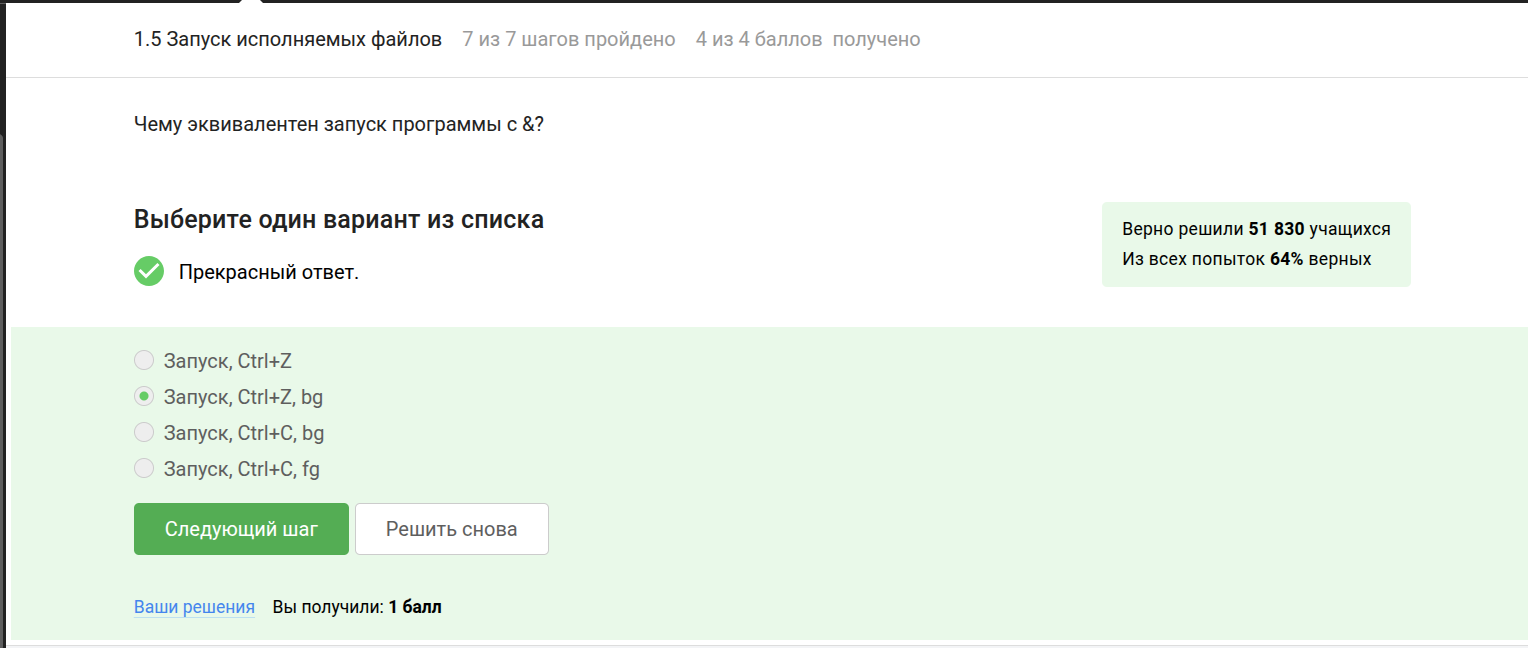 1.5 Запуск исполняемых файлов 7 из 7 шагов пройдено 4 из 4 баллов получено
Чему эквивалентен запуск программы с &?
Выберите один вариант из списка
Прекрасный ответ.
Верно решили 51 830 учащихся
Из всех попыток 64% верных
Запуск, Ctrl+Z
Запуск, Ctrl+Z, bg
Запуск, Ctrl+C, bg
Запуск, Ctrl+C, fg
Следующий шаг Решить снова
Ваши решения Вы получили: 1 балл